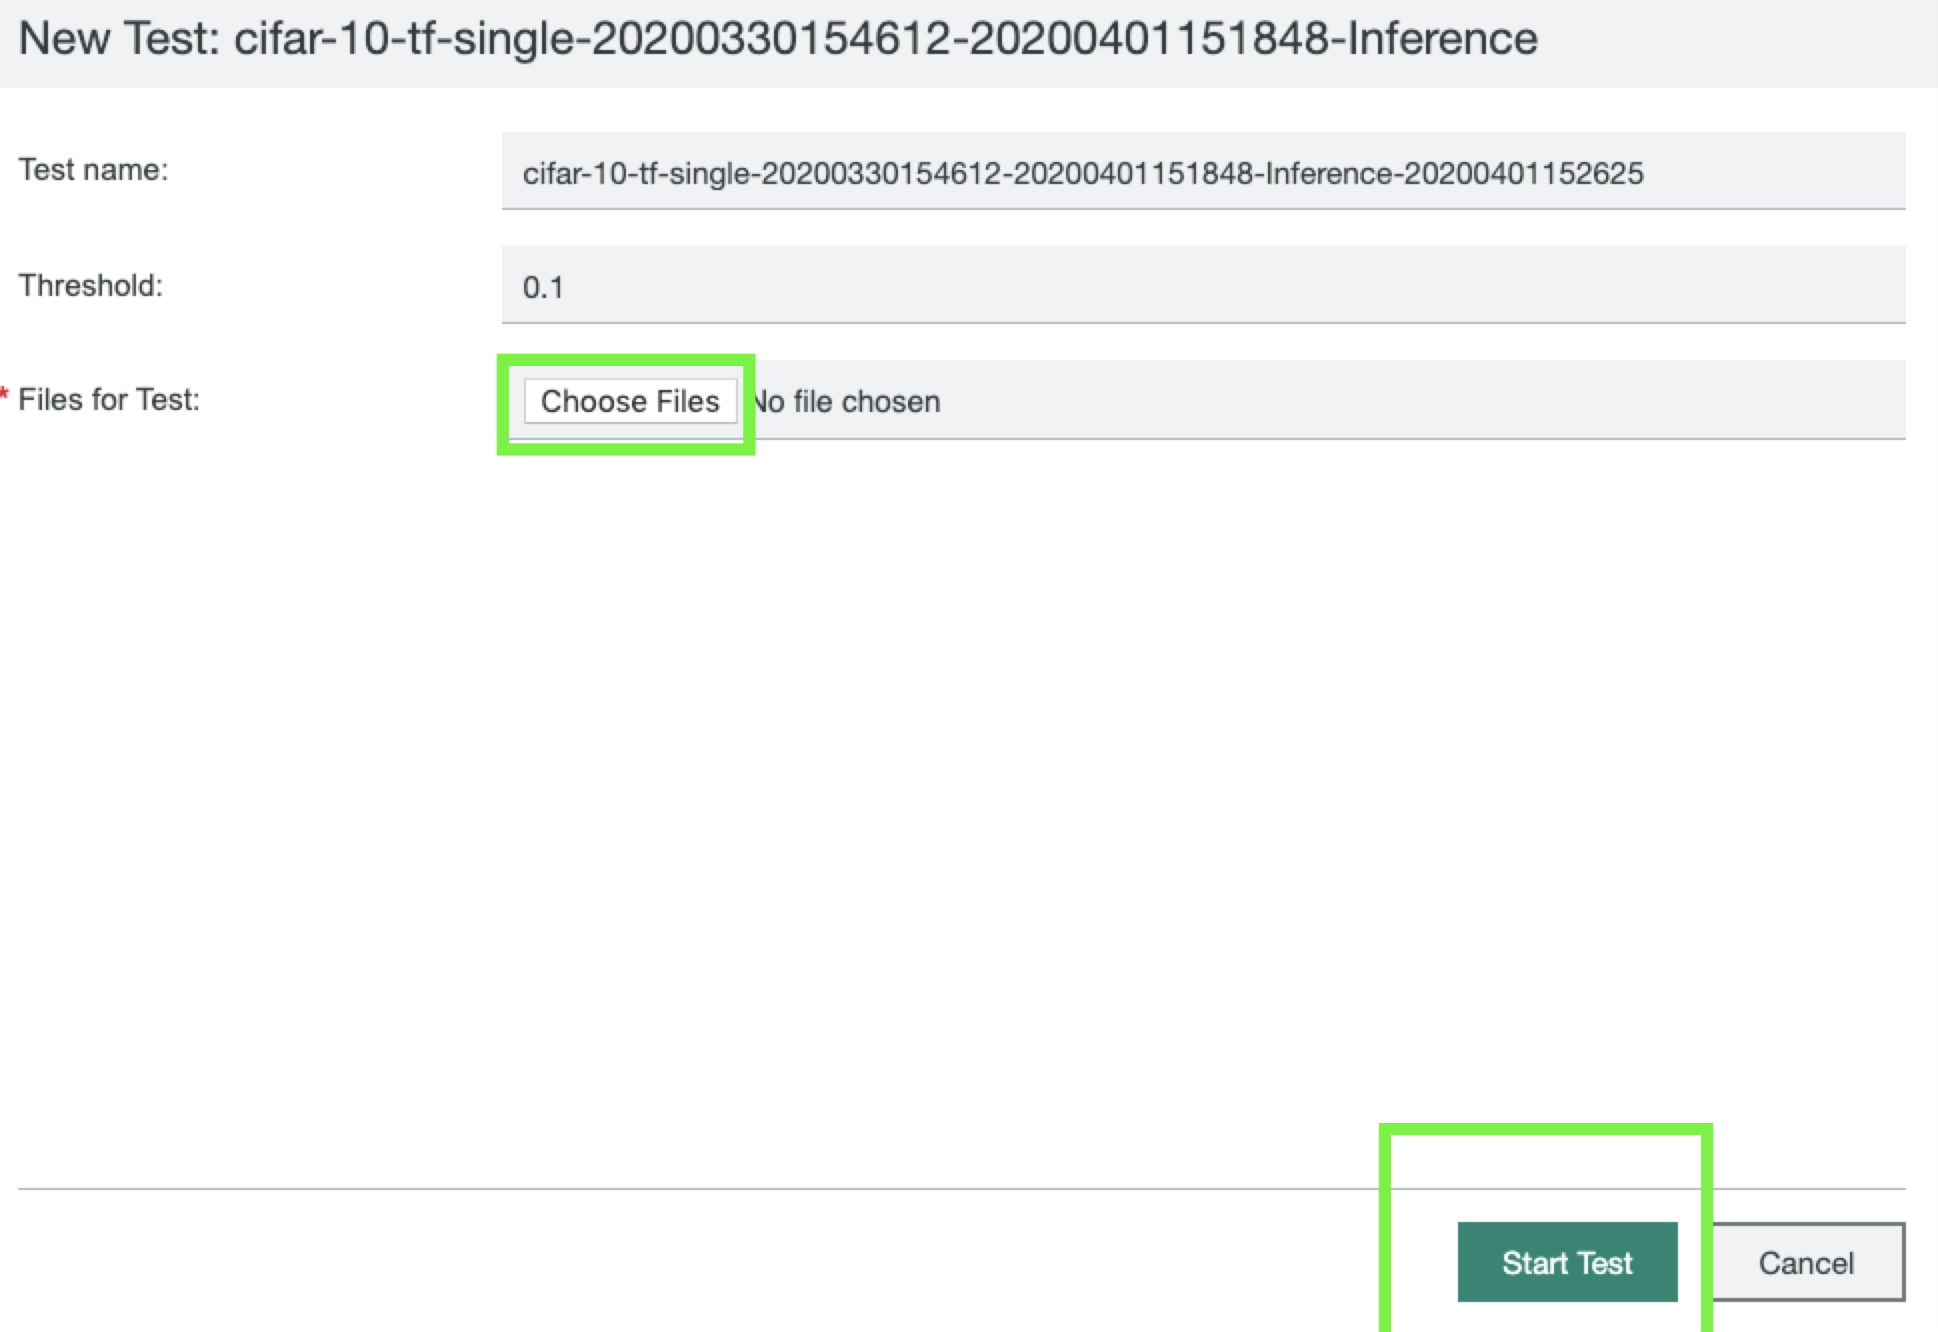 New Test: cifar-10-tf-single-20200330154612-20200401151848-Inference
Test name: cifar-10-tf-single-20200330154612-20200401151848-Inference-20200401152625
Threshold: 0.1
* Files for Test: Choose Files No file chosen
Start Test Cancel